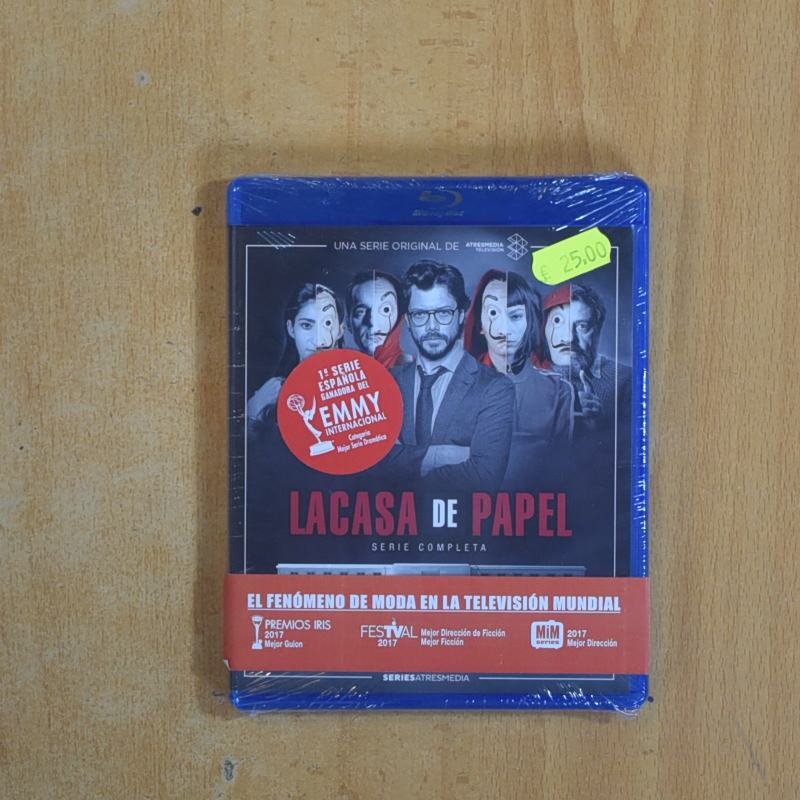 Blu-ray Disc
UNA SERIE ORIGINAL DE ATRESMEDIA
TELEVISIÓN
€ 25,00
1ª SERIE
ESPAÑOLA
GANADORA DEL
EMMY
INTERNACIONAL
Categoría
Mejor Serie Dramática
LA CASA DE PAPEL
SERIE COMPLETA
EL FENÓMENO DE MODA EN LA TELEVISIÓN MUNDIAL
PREMIOS IRIS
2017
Mejor Guion
FESTVAL
2017
Mejor Dirección de Ficción
Mejor Ficción
MiM
series
2017
Mejor Dirección
SERIESATRESMEDIA